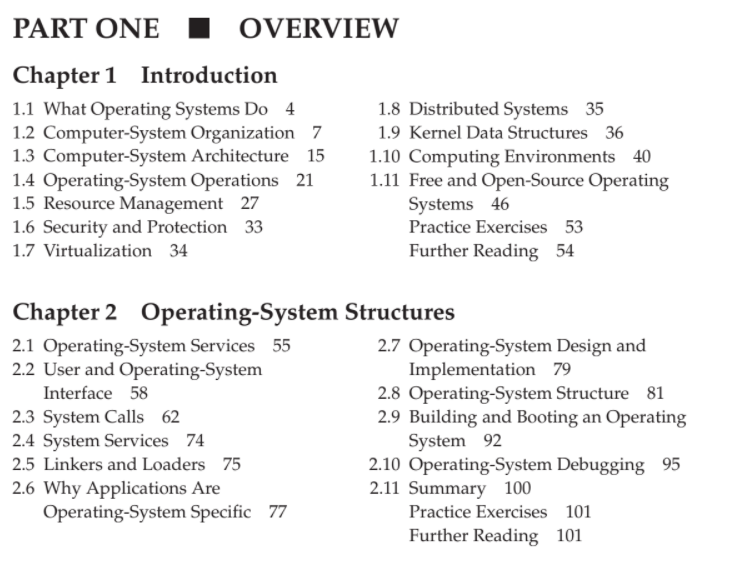 PART ONE ■ OVERVIEW
Chapter 1 Introduction
1.1 What Operating Systems Do 4
1.2 Computer-System Organization 7
1.3 Computer-System Architecture 15
1.4 Operating-System Operations 21
1.5 Resource Management 27
1.6 Security and Protection 33
1.7 Virtualization 34
1.8 Distributed Systems 35
1.9 Kernel Data Structures 36
1.10 Computing Environments 40
1.11 Free and Open-Source Operating
Systems 46
Practice Exercises 53
Further Reading 54
Chapter 2 Operating-System Structures
2.1 Operating-System Services 55
2.2 User and Operating-System
Interface 58
2.3 System Calls 62
2.4 System Services 74
2.5 Linkers and Loaders 75
2.6 Why Applications Are
Operating-System Specific 77
2.7 Operating-System Design and
Implementation 79
2.8 Operating-System Structure 81
2.9 Building and Booting an Operating
System 92
2.10 Operating-System Debugging 95
2.11 Summary 100
Practice Exercises 101
Further Reading 101